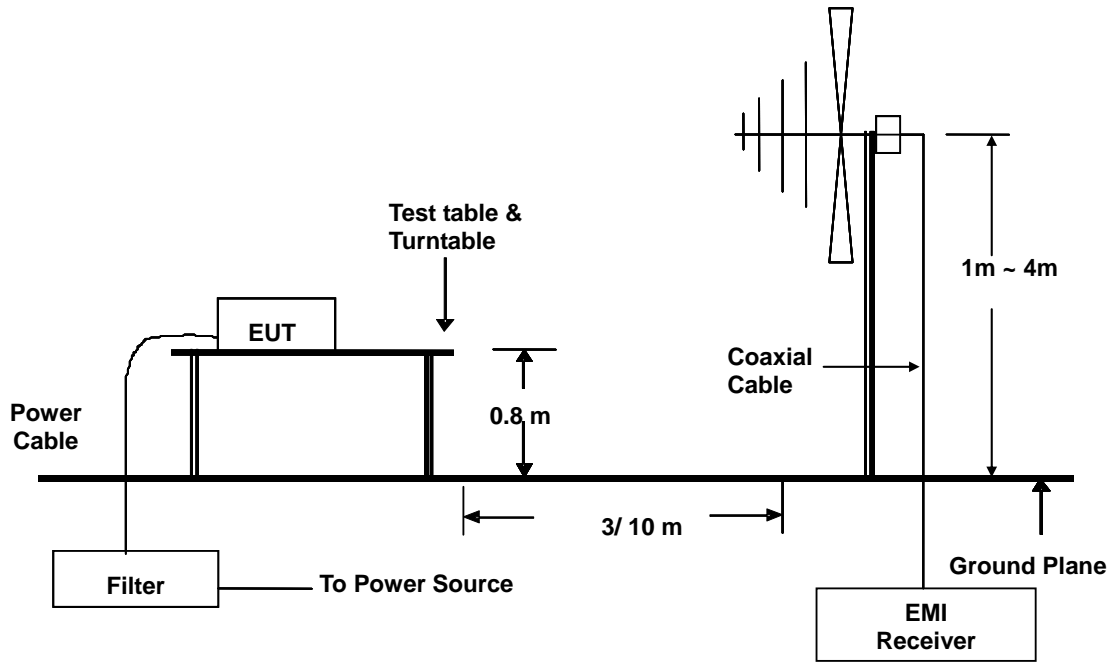 Test table &
Turntable
EUT
1m ~ 4m
Coaxial
Cable
0.8 m
Power
Cable
3/ 10 m
Filter
To Power Source
Ground Plane
EMI
Receiver